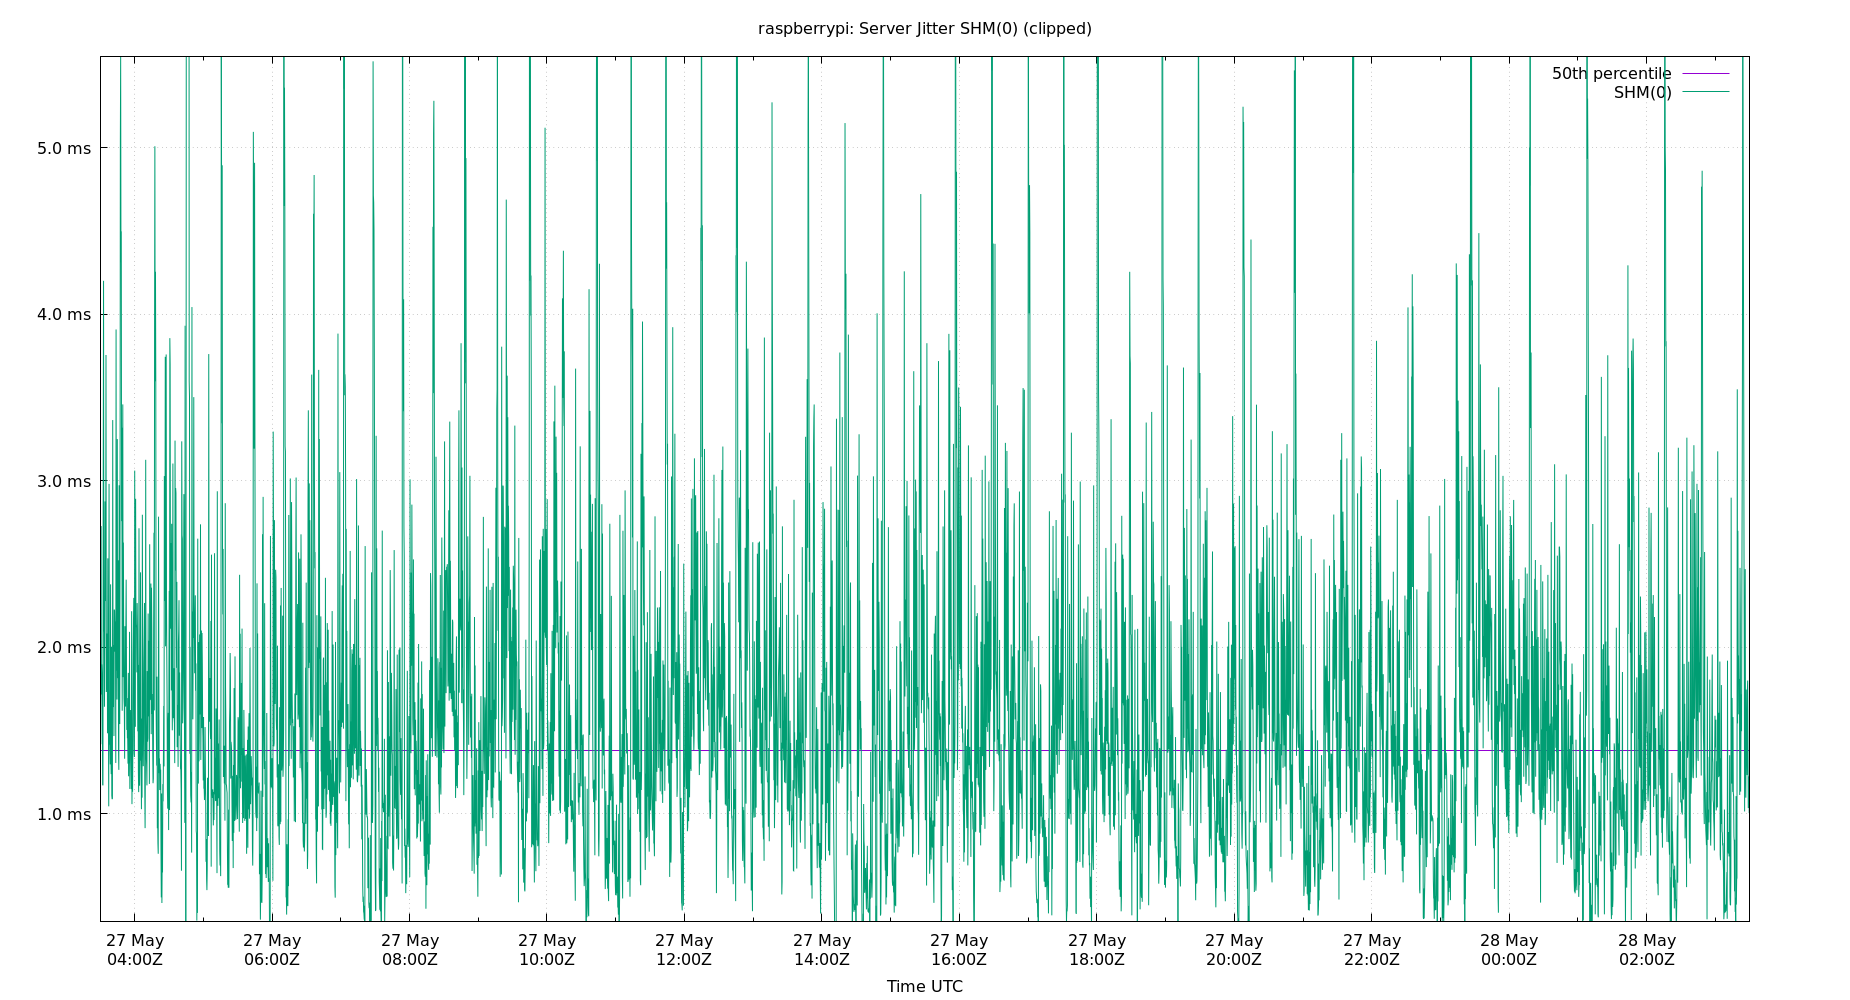 raspberrypi: Server Jitter SHM(0) (clipped)
50th percentile
SHM(0)
5.0 ms
4.0 ms
3.0 ms
2.0 ms
1.0 ms
27 May 27 May 27 May 27 May 27 May 27 May 27 May 27 May 27 May 27 May 28 May 28 May
04:00Z 06:00Z 08:00Z 10:00Z 12:00Z 14:00Z 16:00Z 18:00Z 20:00Z 22:00Z 00:00Z 02:00Z
Time UTC